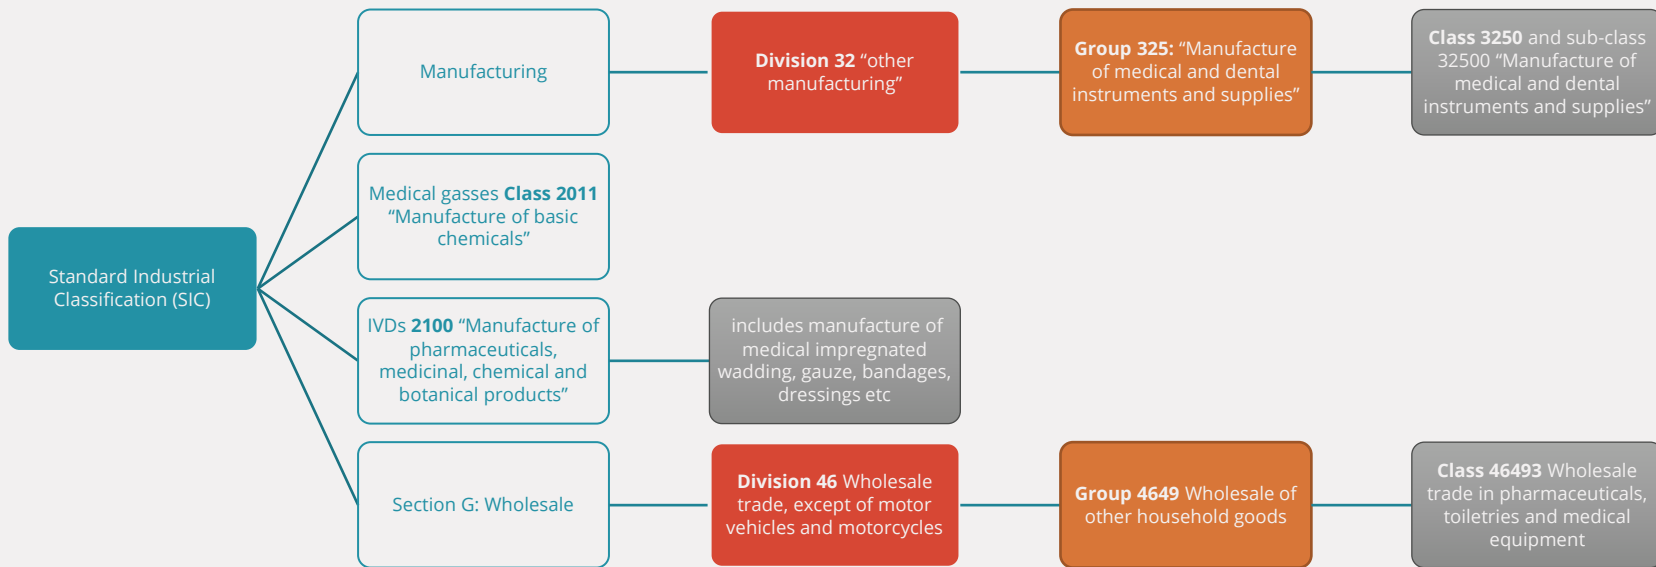 Standard Industrial
Classification (SIC)
Manufacturing
Division 32 “other
manufacturing”
Group 325: “Manufacture
of medical and dental
instruments and supplies”
Class 3250 and sub-class
32500 “Manufacture of
medical and dental
instruments and supplies”
Medical gasses Class 2011
“Manufacture of basic
chemicals”
IVDs 2100 “Manufacture of
pharmaceuticals,
medicinal, chemical and
botanical products”
includes manufacture of
medical impregnated
wadding, gauze, bandages,
dressings etc
Section G: Wholesale
Division 46 Wholesale
trade, except of motor
vehicles and motorcycles
Group 4649 Wholesale of
other household goods
Class 46493 Wholesale
trade in pharmaceuticals,
toiletries and medical
equipment